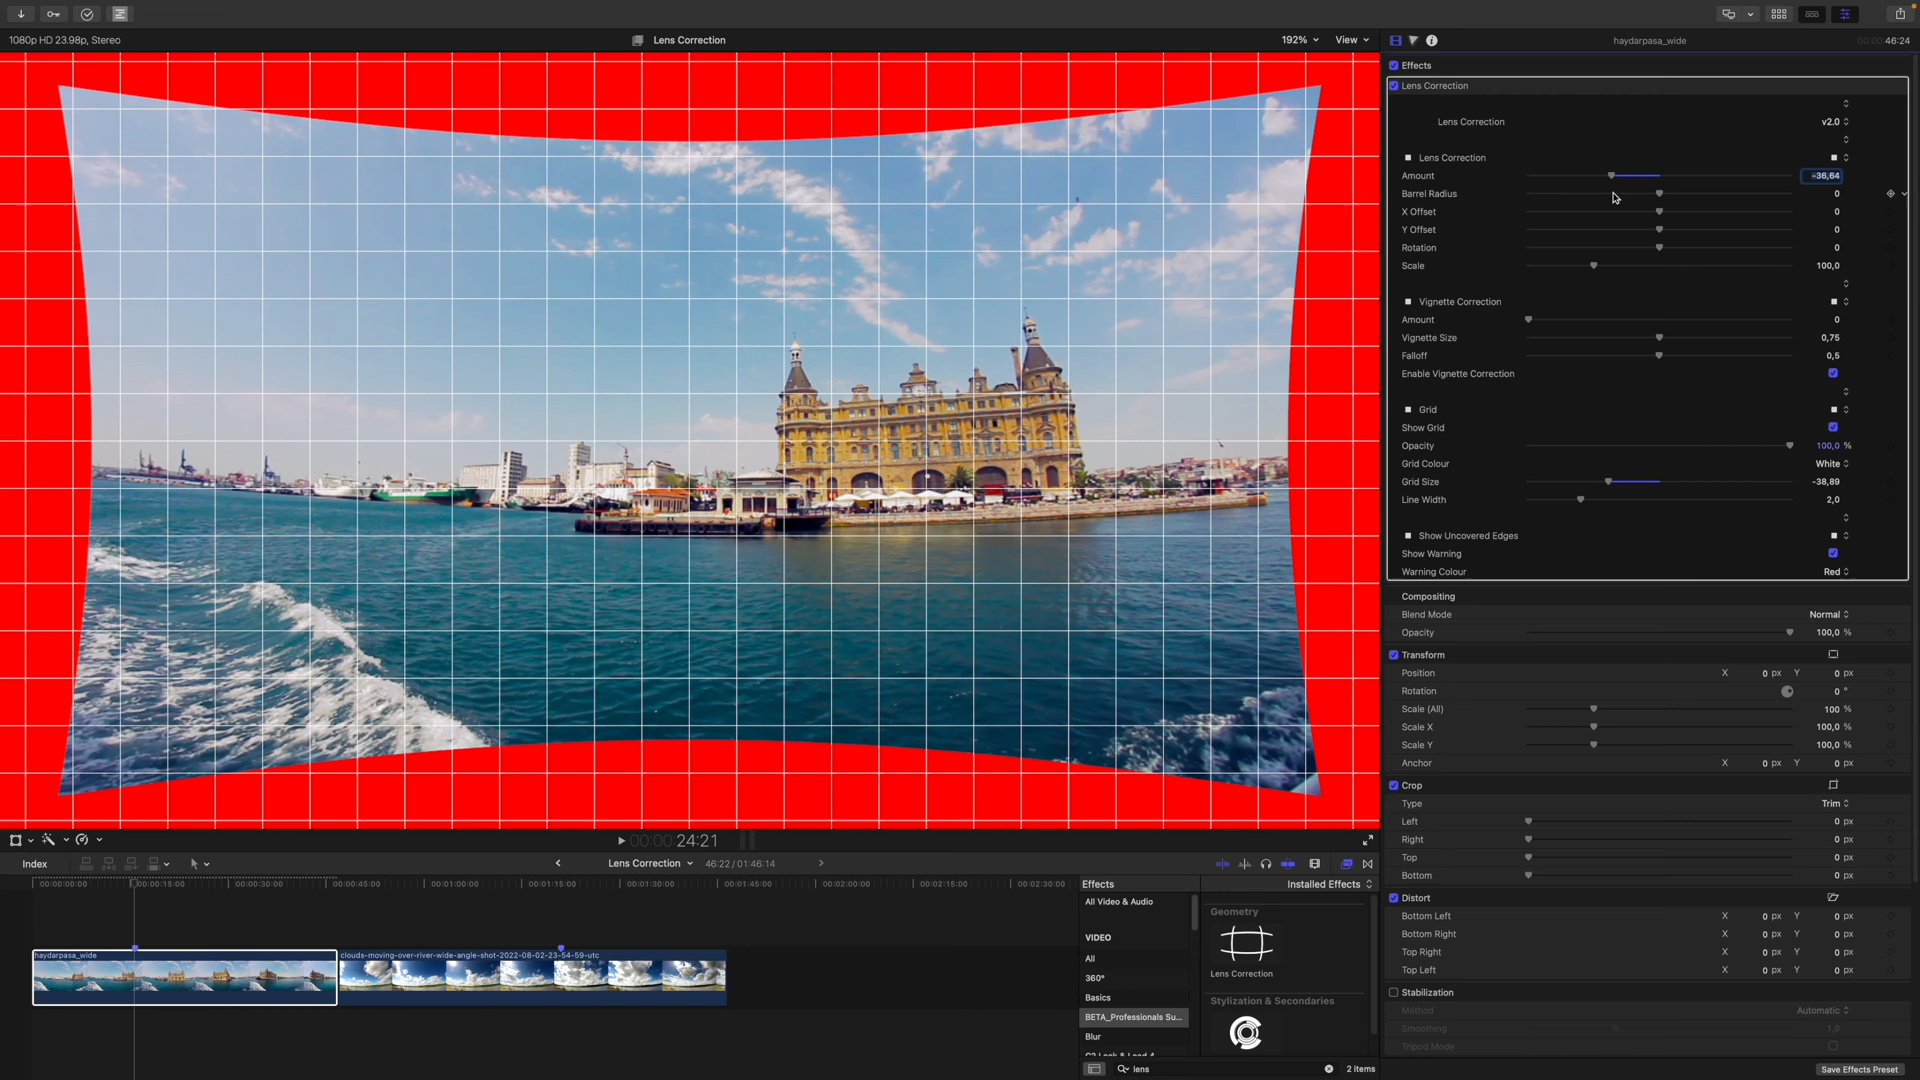 1080p HD 23.98p, Stereo
Lens Correction
192%
View
haydarpasa_wide
00:00:46:24
Effects
Lens Correction
Lens Correction
v2.0
Lens Correction
Amount
-36,64
Barrel Radius
0
X Offset
0
Y Offset
0
Rotation
0
Scale
100,0
Vignette Correction
Amount
0
Vignette Size
0,75
Falloff
0,5
Enable Vignette Correction
Grid
Show Grid
Opacity
100,0 %
Grid Colour
White
Grid Size
-38,89
Line Width
2,0
Show Uncovered Edges
Show Warning
Warning Colour
Red
Compositing
Blend Mode
Normal
Opacity
100,0 %
Transform
Position
X 0 px Y 0 px
Rotation
0 °
Scale (All)
100 %
Scale X
100,0 %
Scale Y
100,0 %
Anchor
X 0 px Y 0 px
Crop
Type
Trim
Left
0 px
Right
0 px
Top
0 px
Bottom
0 px
Distort
Bottom Left
X 0 px Y 0 px
Bottom Right
X 0 px Y 0 px
Top Right
X 0 px Y 0 px
Top Left
X 0 px Y 0 px
Stabilization
Method
Automatic
Smoothing
1,0
Tripod Mode
Save Effects Preset
00:00:24:21
Index
Lens Correction
46:22 / 01:46:14
00:00:00:00
00:00:15:00
00:00:30:00
00:00:45:00
00:01:00:00
00:01:15:00
00:01:30:00
00:01:45:00
00:02:00:00
00:02:15:00
00:02:30:00
haydarpasa_wide
clouds-moving-over-river-wide-angle-shot-2022-08-02-23-54-59-utc
Effects
Installed Effects
All Video & Audio
VIDEO
All
360°
Basics
BETA_Professionals Su...
Blur
Geometry
Lens Correction
Stylization & Secondaries
lens
2 items